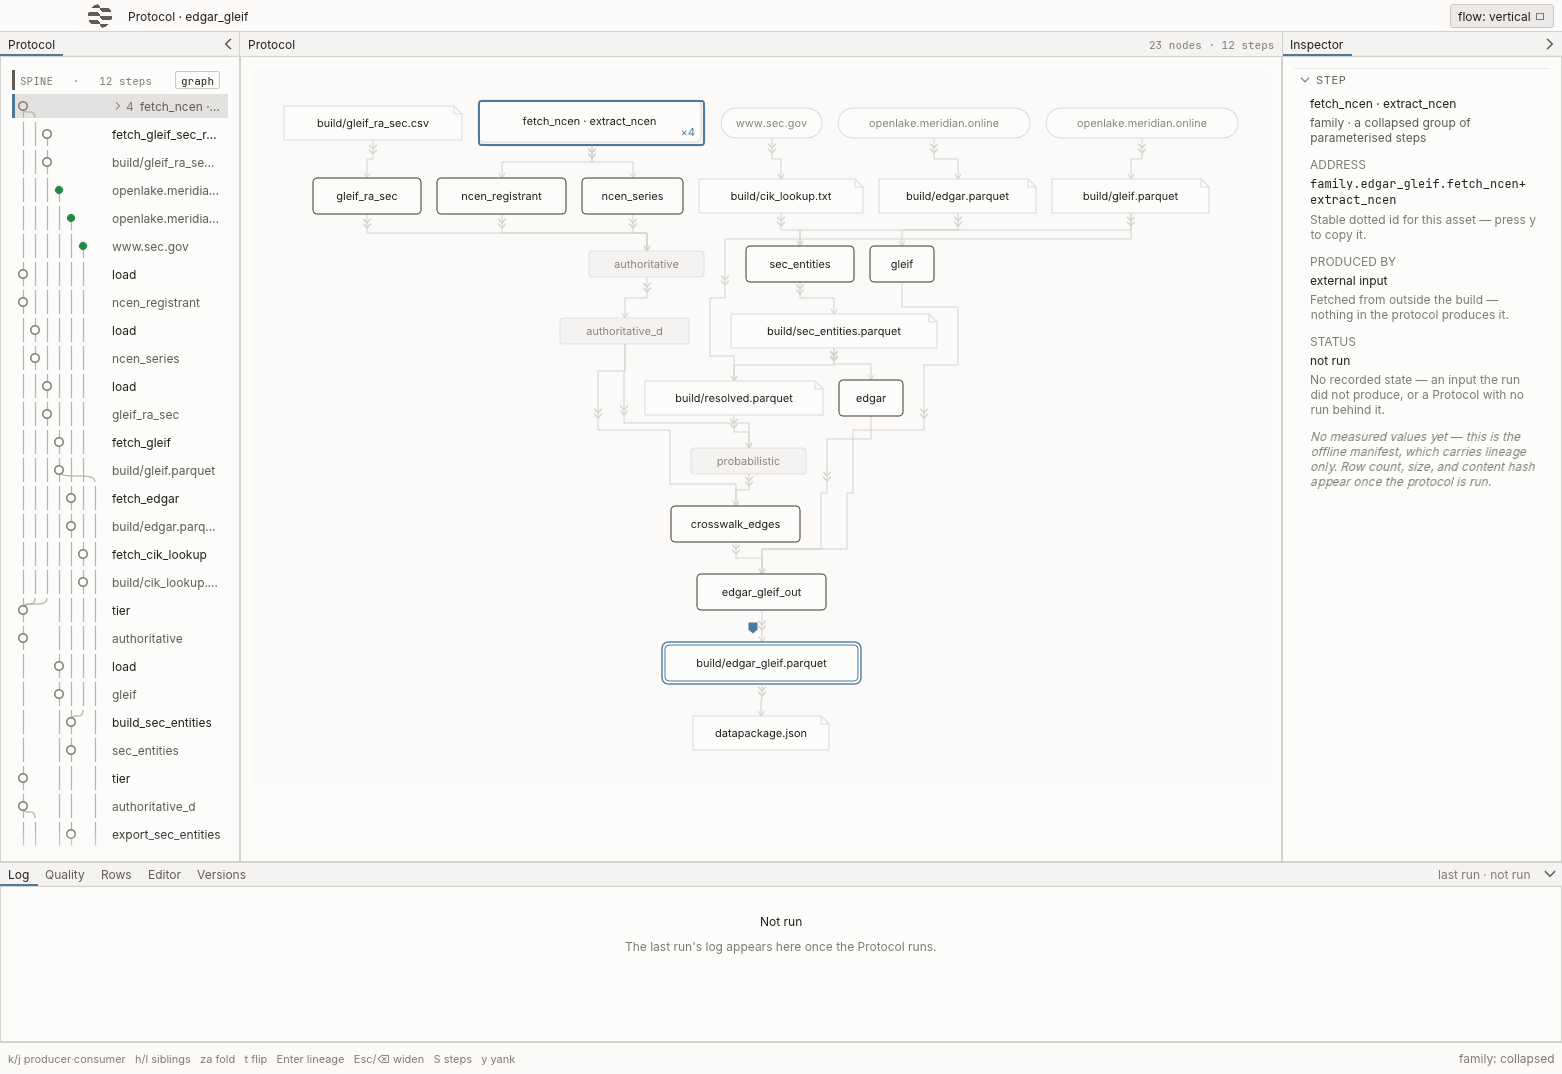 Protocol · edgar_gleif
flow: vertical
Protocol
Protocol
23 nodes · 12 steps
Inspector
SPINE · 12 steps
graph
4 fetch_ncen ·...
fetch_gleif_sec_r...
build/gleif_ra_se...
openlake.meridia...
openlake.meridia...
www.sec.gov
load
ncen_registrant
load
ncen_series
load
gleif_ra_sec
fetch_gleif
build/gleif.parquet
fetch_edgar
build/edgar.parq...
fetch_cik_lookup
build/cik_lookup....
tier
authoritative
load
gleif
build_sec_entities
sec_entities
tier
authoritative_d
export_sec_entities
build/gleif_ra_sec.csv
fetch_ncen · extract_ncen
×4
www.sec.gov
openlake.meridian.online
openlake.meridian.online
gleif_ra_sec
ncen_registrant
ncen_series
build/cik_lookup.txt
build/edgar.parquet
build/gleif.parquet
authoritative
sec_entities
gleif
authoritative_d
build/sec_entities.parquet
build/resolved.parquet
edgar
probabilistic
crosswalk_edges
edgar_gleif_out
build/edgar_gleif.parquet
datapackage.json
STEP
fetch_ncen · extract_ncen
family · a collapsed group of
parameterised steps
ADDRESS
family.edgar_gleif.fetch_ncen+
extract_ncen
Stable dotted id for this asset — press y
to copy it.
PRODUCED BY
external input
Fetched from outside the build —
nothing in the protocol produces it.
STATUS
not run
No recorded state — an input the run
did not produce, or a Protocol with no
run behind it.
No measured values yet — this is the
offline manifest, which carries lineage
only. Row count, size, and content hash
appear once the protocol is run.
Log Quality Rows Editor Versions
last run · not run
Not run
The last run's log appears here once the Protocol runs.
k/j producer·consumer h/l siblings za fold t flip Enter lineage Esc/⌫ widen S steps y yank
family: collapsed